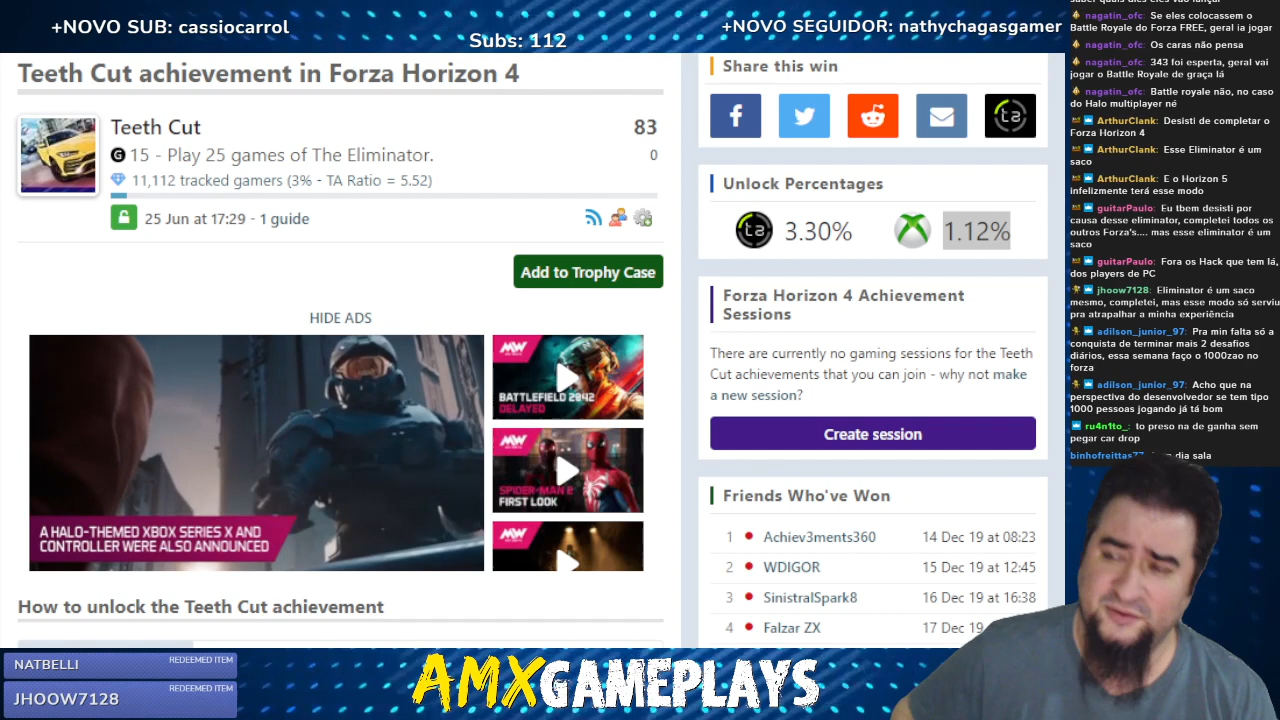 +NOVO SUB: cassiocarrol
Subs: 112
+NOVO SEGUIDOR: nathychagasgamer
Teeth Cut achievement in Forza Horizon 4
Teeth Cut
83
G 15 - Play 25 games of The Eliminator.
0
11,112 tracked gamers (3% - TA Ratio = 5.52)
25 Jun at 17:29 - 1 guide
Add to Trophy Case
HIDE ADS
A HALO-THEMED XBOX SERIES X AND
CONTROLLER WERE ALSO ANNOUNCED
MW
BATTLEFIELD 2042
DELAYED
MW
SPIDER-MAN 2
FIRST LOOK
MW
How to unlock the Teeth Cut achievement
Share this win
ta
Unlock Percentages
ta 3.30%
1.12%
Forza Horizon 4 Achievement
Sessions
There are currently no gaming sessions for the Teeth
Cut achievements that you can join - why not make
a new session?
Create session
Friends Who've Won
1 Achiev3ments360 14 Dec 19 at 08:23
2 WDIGOR 15 Dec 19 at 12:45
3 SinistralSpark8 16 Dec 19 at 16:38
4 Falzar ZX 17 Dec 19
nagatin_ofc: Se eles colocassem o
Battle Royale do Forza FREE, geral ia jogar
nagatin_ofc: Os caras não pensa
nagatin_ofc: 343 foi esperta, geral vai
jogar o Battle Royale de graça lá
nagatin_ofc: Battle royale não, no caso
do Halo multiplayer né
ArthurClank: Desisti de completar o
Forza Horizon 4
ArthurClank: Esse Eliminator é um
saco
ArthurClank: E o Horizon 5
infelizmente terá esse modo
guitarPaulo: Eu tbem desisti por
causa desse eliminator, completei todos os
outros Forza's.... mas esse eliminator é um
saco
guitarPaulo: Fora os Hack que tem lá,
dos players de PC
jhoow7128: Eliminator é um saco
mesmo, completei, mas esse modo só serviu
pra atrapalhar a minha experiência
adilson_junior_97: Pra min falta só a
conquista de terminar mais 2 desafios
diários, essa semana faço o 1000zao no
forza
adilson_junior_97: Acho que na
perspectiva do desenvolvedor se tem tipo
1000 pessoas jogando já tá bom
ru4n1to_: to preso na de ganha sem
pegar car drop
dia sala
NATBELLI
REDEEMED ITEM
JHOOW7128
REDEEMED ITEM
AMXGAMEPLAYS